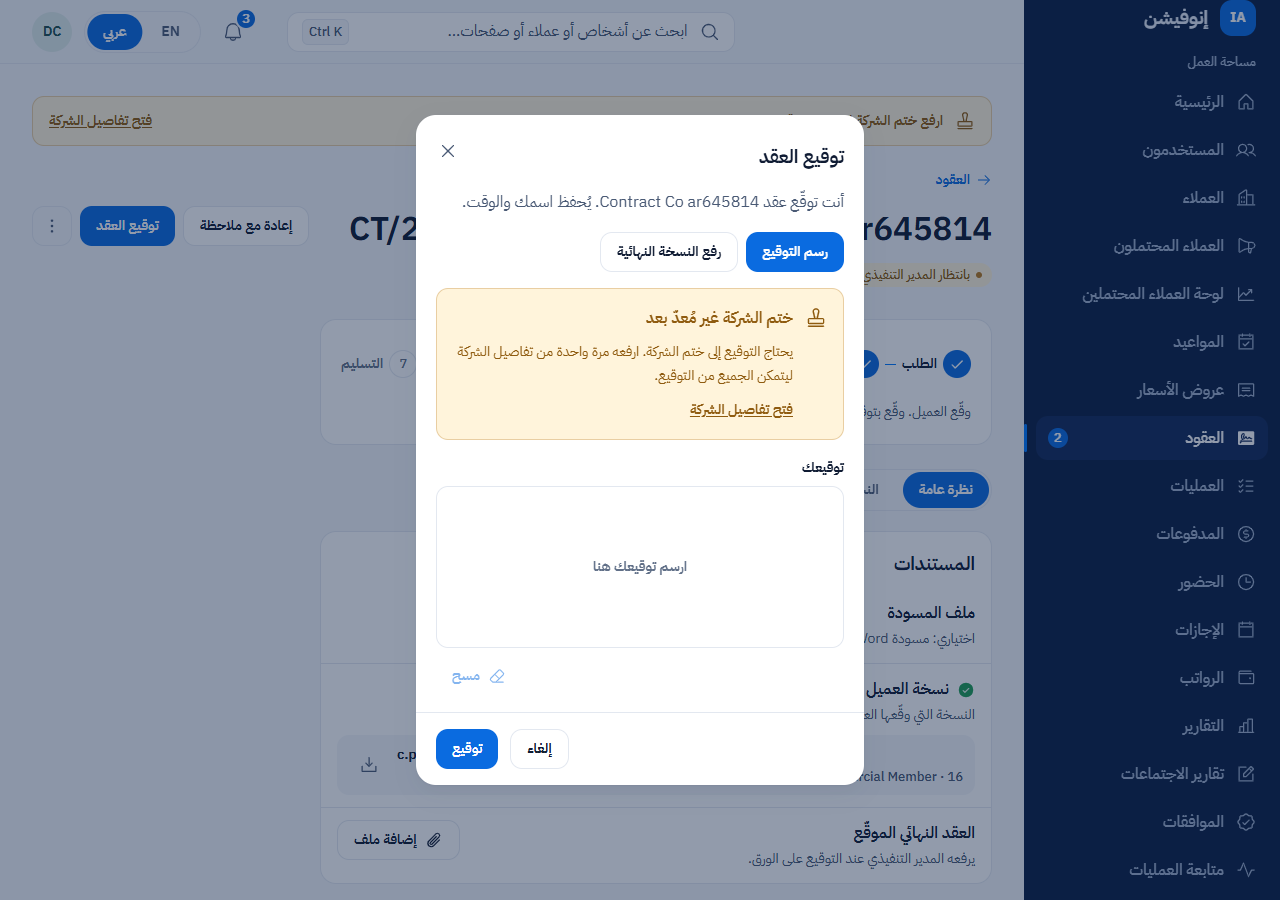 IA
إنوفيشن
مساحة العمل
الرئيسية
المستخدمون
العملاء
العملاء المحتملون
لوحة العملاء المحتملين
المواعيد
عروض الأسعار
العقود
2
العمليات
المدفوعات
الحضور
الإجازات
الرواتب
التقارير
تقارير الاجتماعات
الموافقات
متابعة العمليات
ابحث عن أشخاص أو عملاء أو صفحات...
Ctrl K
3
EN
عربي
DC
ارفع ختم الشركة
فتح تفاصيل الشركة
العقود
r645814
CT/2
إعادة مع ملاحظة
توقيع العقد
بانتظار المدير التنفيذي
الطلب
7
التسليم
وقّع العميل. وقّع
نظرة عامة
المستندات
ملف المسودة
اختياري: مسودة
نسخة العميل
النسخة التي وقّعها
c.p
rcial Member · 16
العقد النهائي الموقّع
يرفعه المدير التنفيذي عند التوقيع على الورق.
إضافة ملف
توقيع العقد
أنت توقّع عقد Contract Co ar645814. يُحفظ اسمك والوقت.
رسم التوقيع
رفع النسخة النهائية
ختم الشركة غير مُعدّ بعد
يحتاج التوقيع إلى ختم الشركة. ارفعه مرة واحدة من تفاصيل الشركة
ليتمكن الجميع من التوقيع.
فتح تفاصيل الشركة
توقيعك
ارسم توقيعك هنا
مسح
إلغاء
توقيع